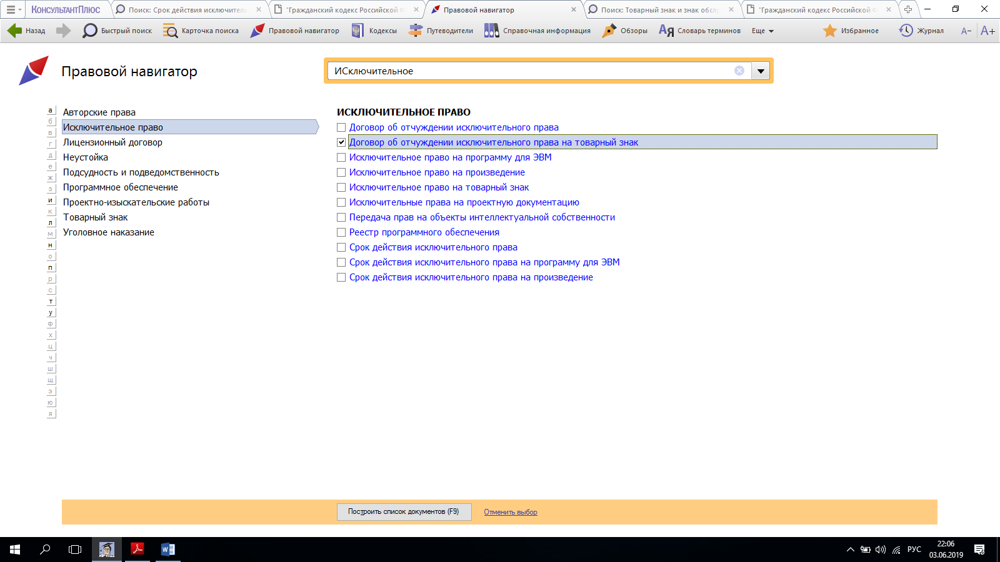 КонсультантПлюс
Поиск: Срок действия исключитель
"Гражданский кодекс Российской Ф
Правовой навигатор
Поиск: Товарный знак и знак обслу
"Гражданский кодекс Российской Ф
Назад
Быстрый поиск
Карточка поиска
Правовой навигатор
Кодексы
Путеводители
Справочная информация
Обзоры
Словарь терминов
Еще
Избранное
Журнал
А−
А+
Правовой навигатор
ИСключительное
а
б
в
г
д
е
ж
з
и
к
л
м
н
о
п
р
с
т
у
ф
х
ц
ч
ш
щ
э
ю
я
Авторские права
Исключительное право
Лицензионный договор
Неустойка
Подсудность и подведомственность
Программное обеспечение
Проектно-изыскательские работы
Товарный знак
Уголовное наказание
ИСКЛЮЧИТЕЛЬНОЕ ПРАВО
Договор об отчуждении исключительного права
Договор об отчуждении исключительного права на товарный знак
Исключительное право на программу для ЭВМ
Исключительное право на произведение
Исключительное право на товарный знак
Исключительные права на проектную документацию
Передача прав на объекты интеллектуальной собственности
Реестр программного обеспечения
Срок действия исключительного права
Срок действия исключительного права на программу для ЭВМ
Срок действия исключительного права на произведение
Построить список документов (F9)
Отменить выбор
РУС
22:06
03.06.2019